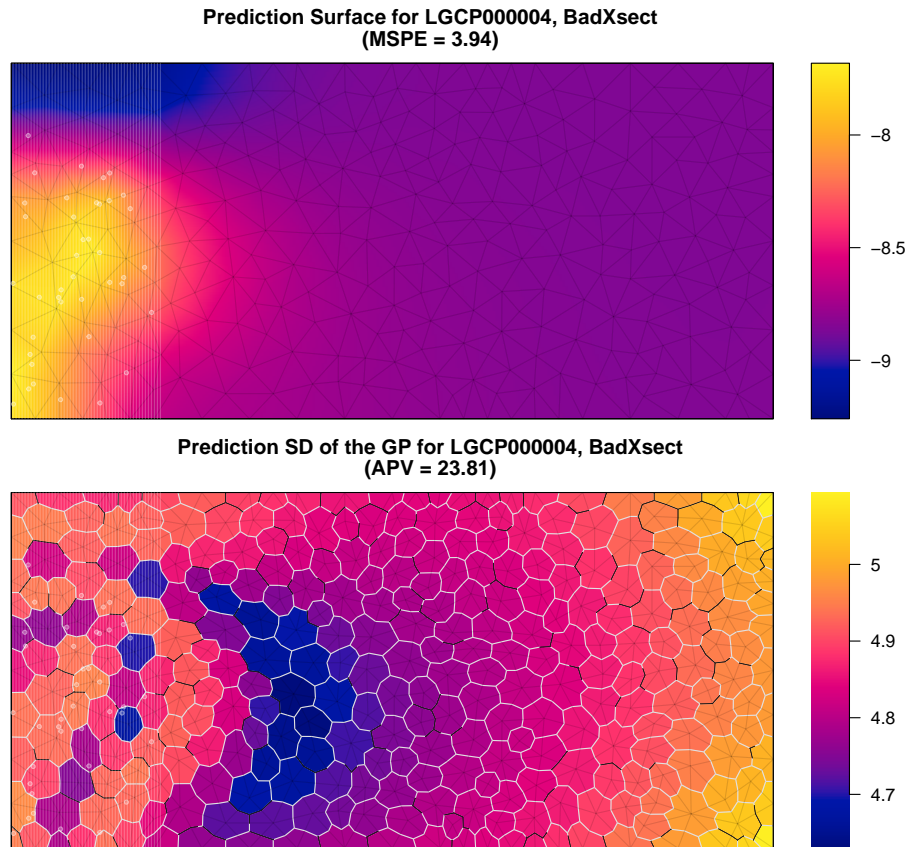 Prediction Surface for LGCP000004, BadXsect
(MSPE = 3.94)
−8
−8.5
−9
Prediction SD of the GP for LGCP000004, BadXsect
(APV = 23.81)
5
4.9
4.8
4.7